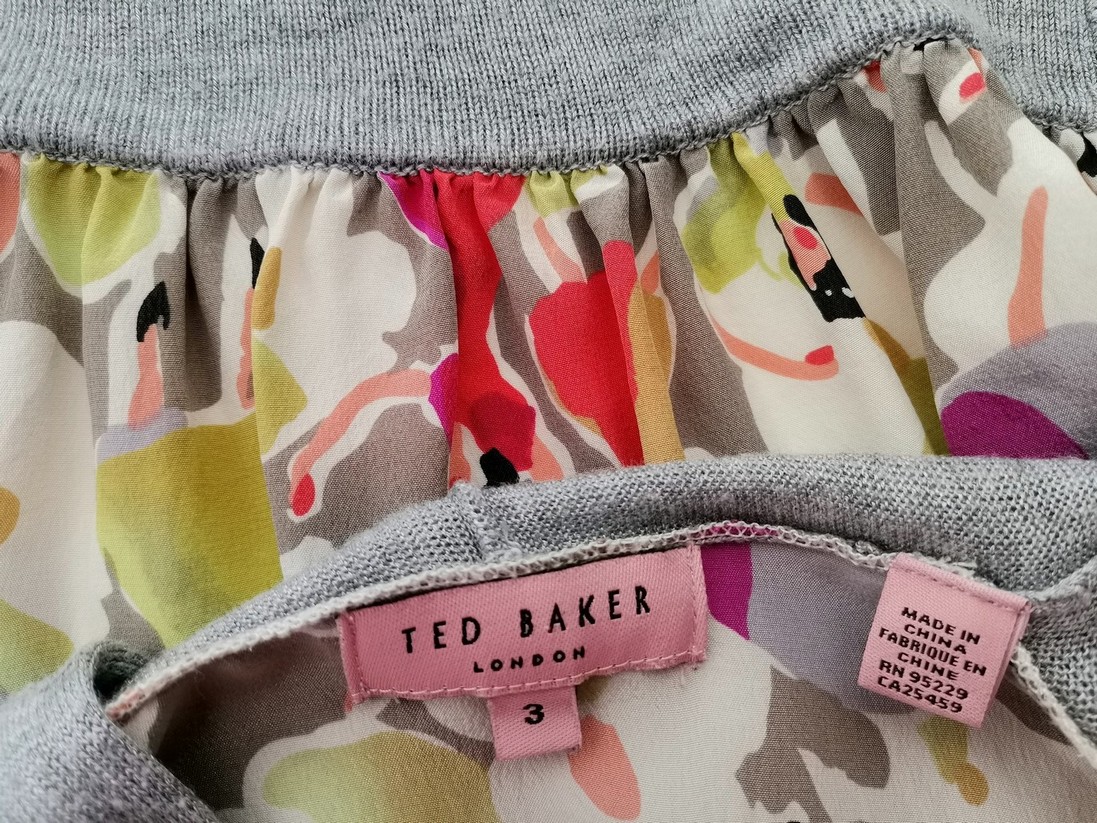 TED BAKER
LONDON
3
MADE IN
CHINA
FABRIQUE EN
CHINE
RN 95229
CA25459